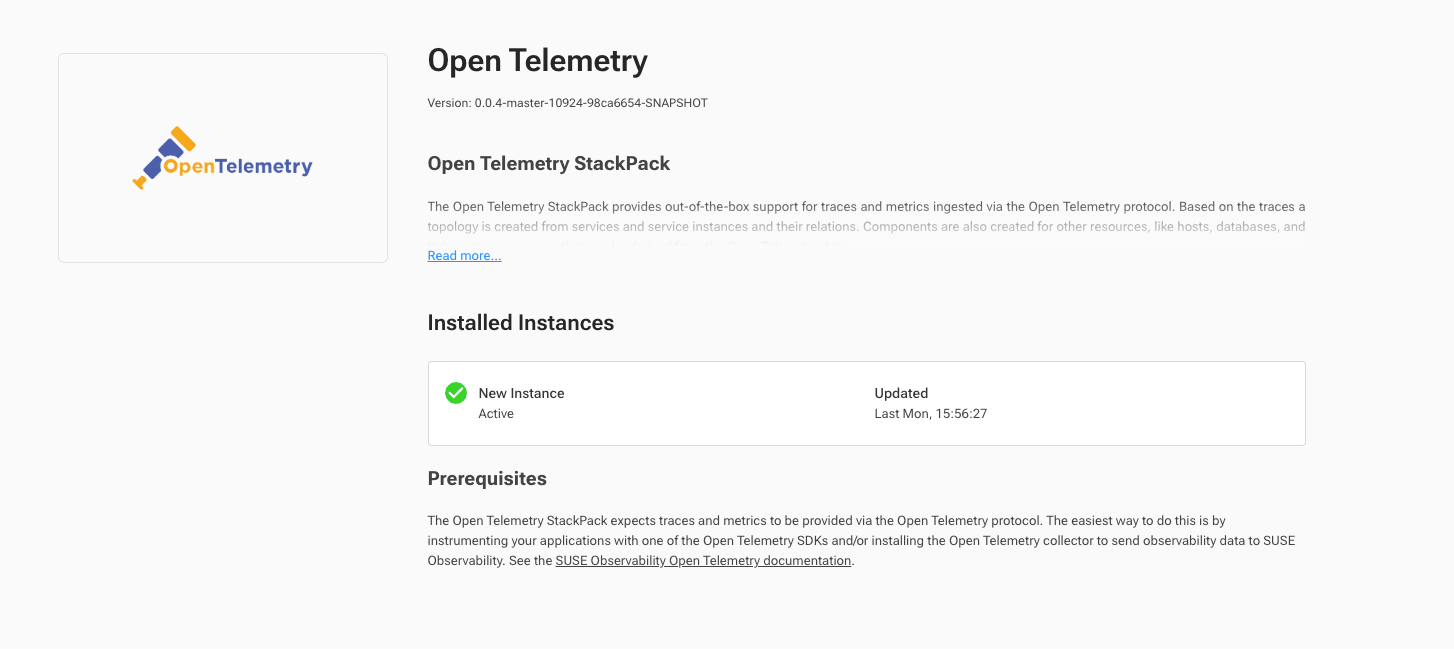 OpenTelemetry
Open Telemetry
Version: 0.0.4-master-10924-98ca6654-SNAPSHOT
Open Telemetry StackPack
The Open Telemetry StackPack provides out-of-the-box support for traces and metrics ingested via the Open Telemetry protocol. Based on the traces a
topology is created from services and service instances and their relations. Components are also created for other resources, like hosts, databases, and
Read more...
Installed Instances
New Instance
Active
Updated
Last Mon, 15:56:27
Prerequisites
The Open Telemetry StackPack expects traces and metrics to be provided via the Open Telemetry protocol. The easiest way to do this is by
instrumenting your applications with one of the Open Telemetry SDKs and/or installing the Open Telemetry collector to send observability data to SUSE
Observability. See the SUSE Observability Open Telemetry documentation.